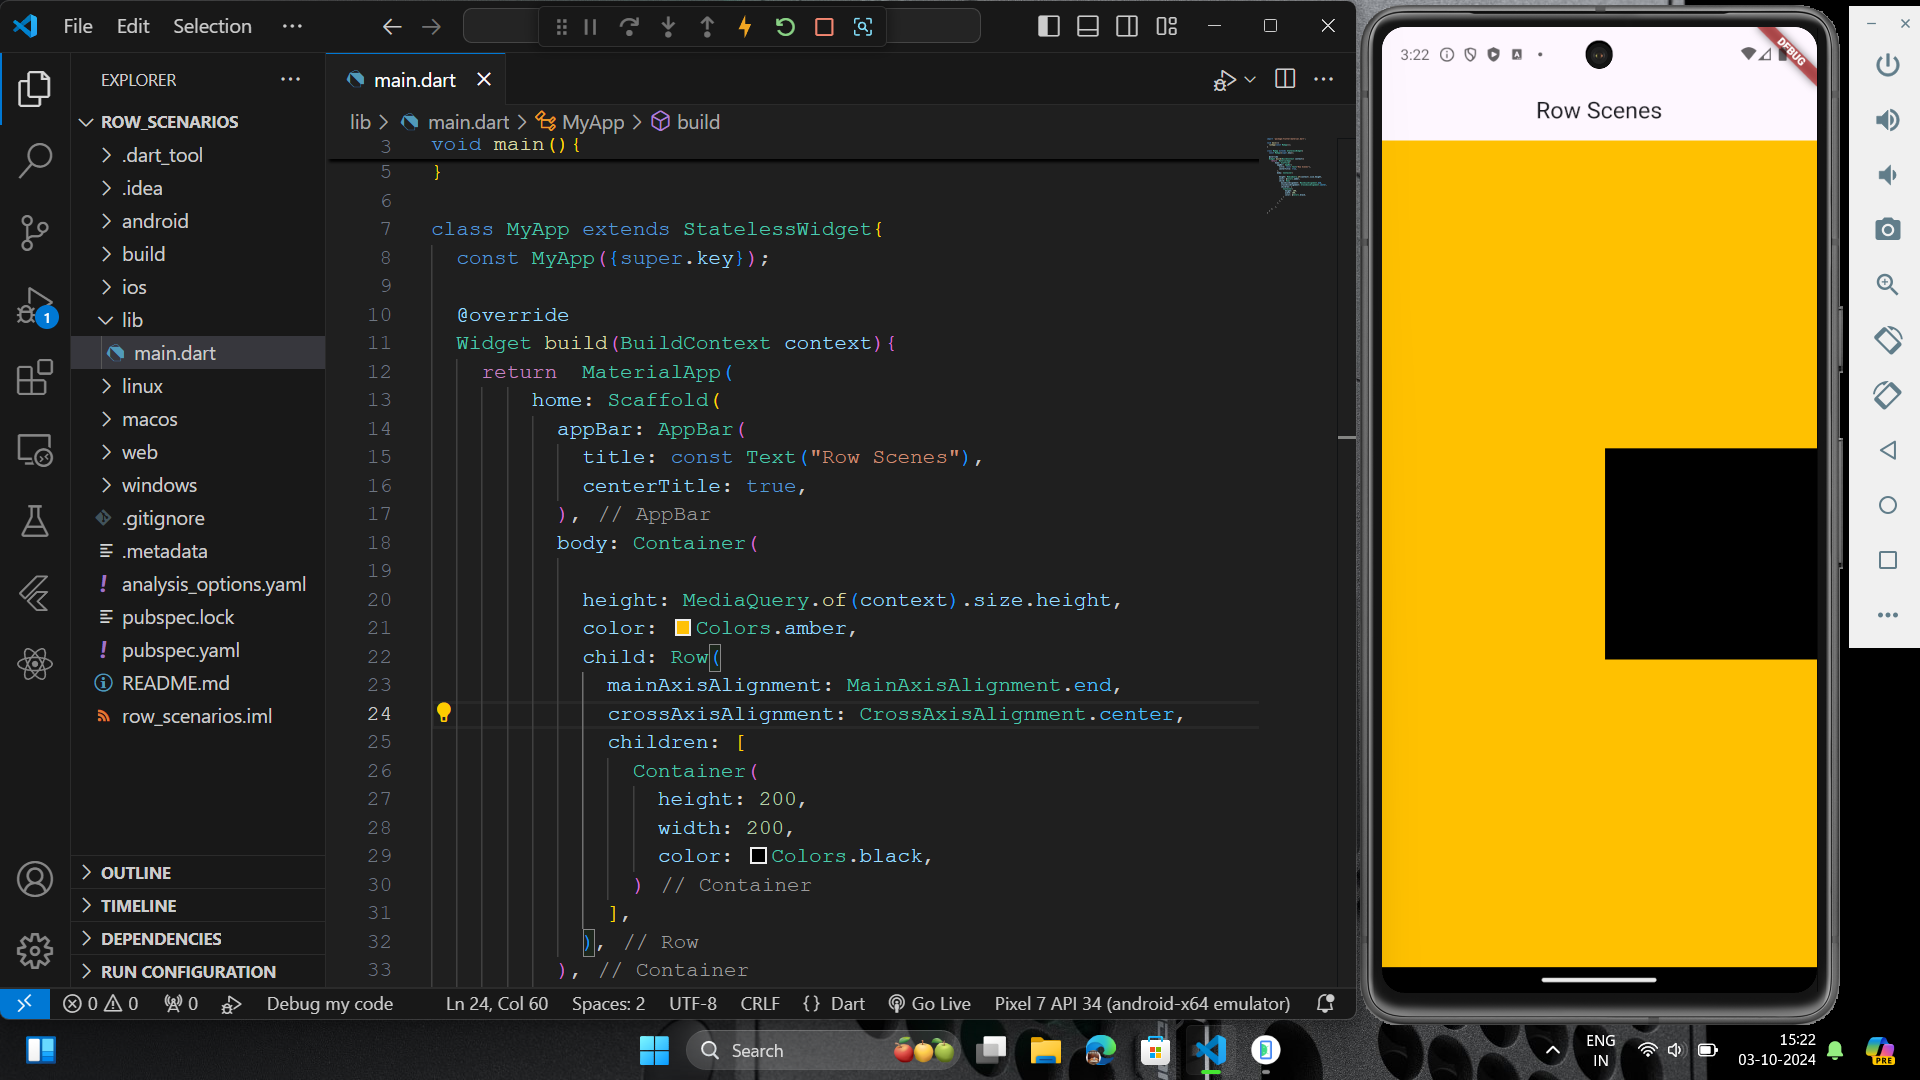 File Edit Selection ···
EXPLORER ···
ROW_SCENARIOS
.dart_tool
.idea
android
build
ios
lib
main.dart
linux
macos
web
windows
.gitignore
.metadata
analysis_options.yaml
pubspec.lock
pubspec.yaml
README.md
row_scenarios.iml
OUTLINE
TIMELINE
DEPENDENCIES
RUN CONFIGURATION
1
main.dart
lib > main.dart > MyApp > build
3 void main(){
5 }
6
7 class MyApp extends StatelessWidget{
8 const MyApp({super.key});
9
10 @override
11 Widget build(BuildContext context){
12 return  MaterialApp(
13 home: Scaffold(
14 appBar: AppBar(
15 title: const Text("Row Scenes"),
16 centerTitle: true,
17 ), // AppBar
18 body: Container(
19
20 height: MediaQuery.of(context).size.height,
21 color: Colors.amber,
22 child: Row(
23 mainAxisAlignment: MainAxisAlignment.end,
24 crossAxisAlignment: CrossAxisAlignment.center,
25 children: [
26 Container(
27 height: 200,
28 width: 200,
29 color: Colors.black,
30 ) // Container
31 ],
32 ), // Row
33 ), // Container
0 0 0 Debug my code Ln 24, Col 60 Spaces: 2 UTF-8 CRLF {} Dart Go Live Pixel 7 API 34 (android-x64 emulator)
3:22
DEBUG
Row Scenes
Search
ENG
IN
15:22
03-10-2024
PRE